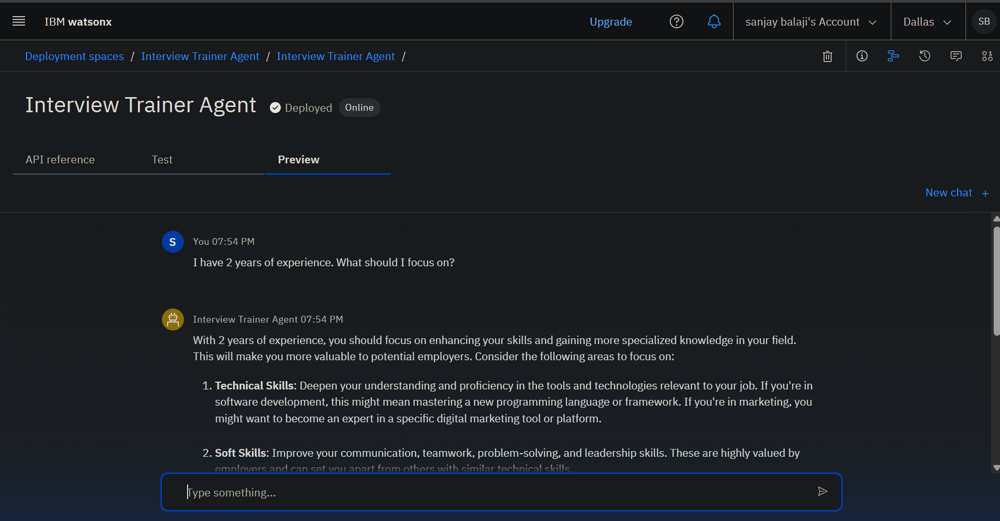 IBM watsonx
Upgrade
sanjay balaji's Account
Dallas
SB
Deployment spaces / Interview Trainer Agent / Interview Trainer Agent /
Interview Trainer Agent
Deployed
Online
API reference
Test
Preview
New chat +
S
You 07:54 PM
I have 2 years of experience. What should I focus on?
Interview Trainer Agent 07:54 PM
With 2 years of experience, you should focus on enhancing your skills and gaining more specialized knowledge in your field.
This will make you more valuable to potential employers. Consider the following areas to focus on:
1. Technical Skills: Deepen your understanding and proficiency in the tools and technologies relevant to your job. If you're in
software development, this might mean mastering a new programming language or framework. If you're in marketing, you
might want to become an expert in a specific digital marketing tool or platform.
2. Soft Skills: Improve your communication, teamwork, problem-solving, and leadership skills. These are highly valued by
employers and can set you apart from others with similar technical skills.
Type something...